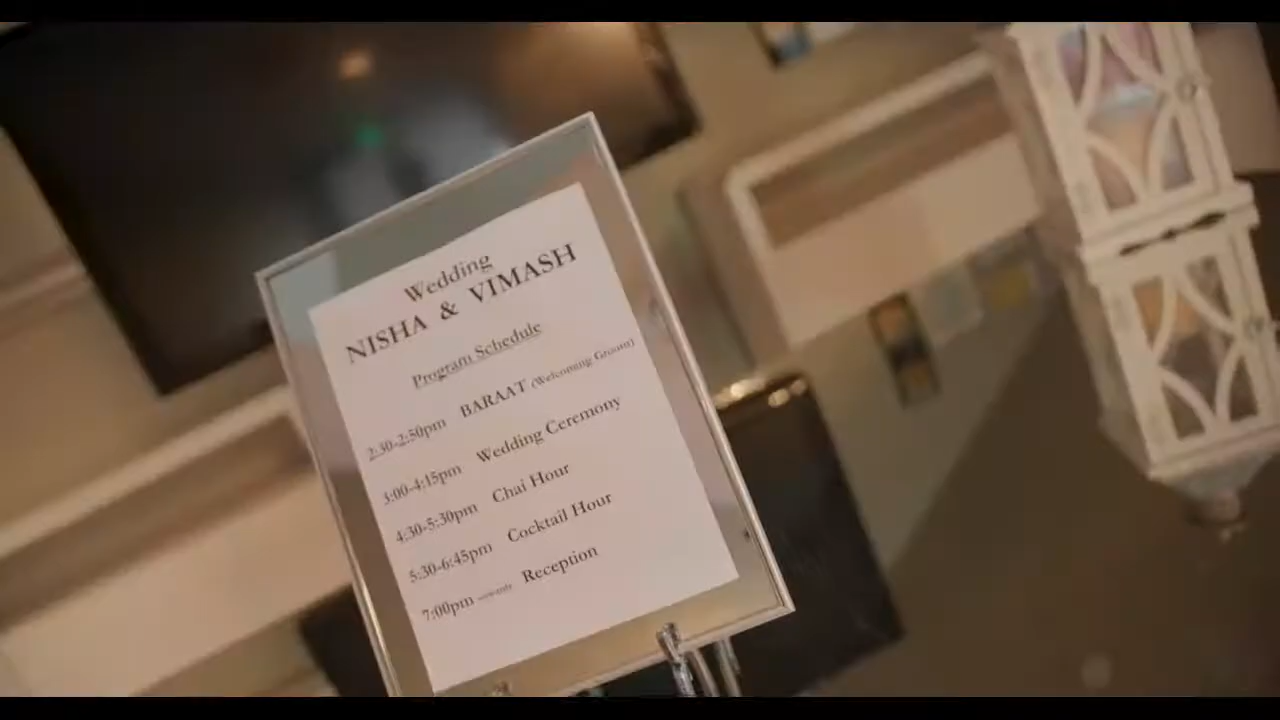 Wedding
NISHA & VIMASH
Program Schedule
2:30-2:50pm BARAAT (Welcoming Groom)
3:00-4:15pm Wedding Ceremony
4:30-5:30pm Chai Hour
5:30-6:45pm Cocktail Hour
7:00pm onwards Reception